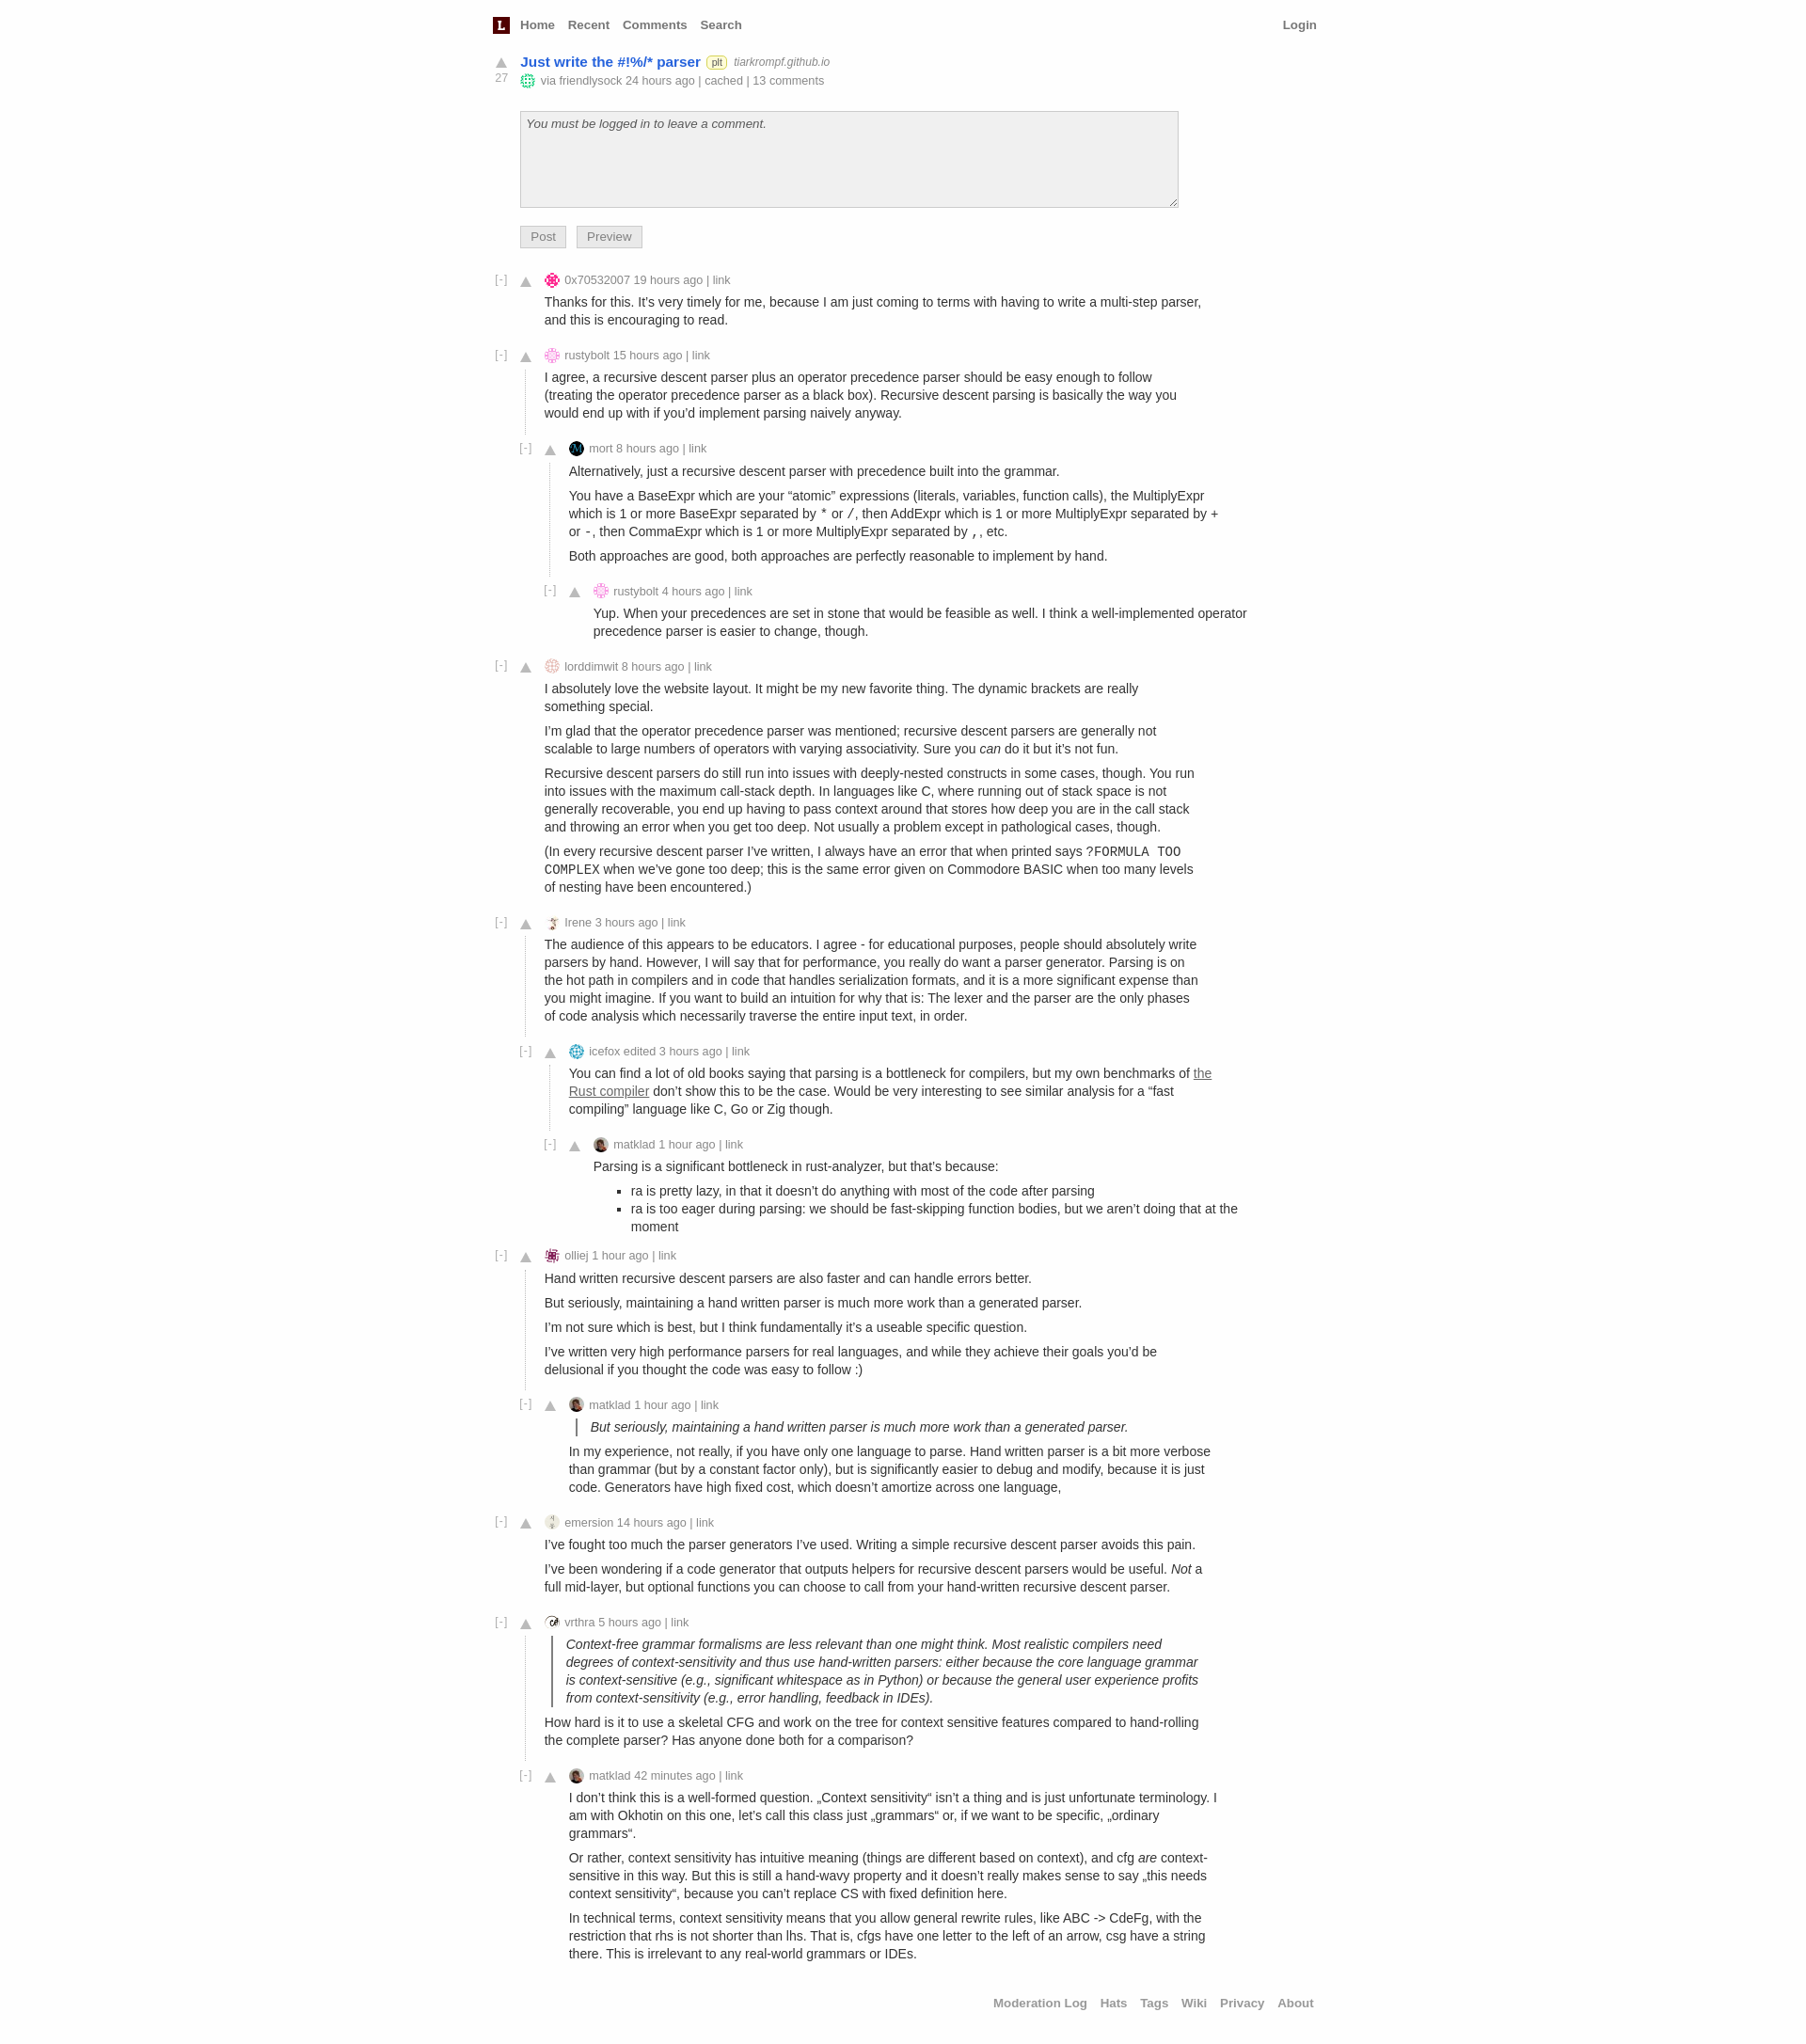 L Home Recent Comments Search Login
Just write the #!%/* parser plt tiarkrompf.github.io
27 via friendlysock 24 hours ago | cached | 13 comments
You must be logged in to leave a comment.
Post Preview
[-] 0x70532007 19 hours ago | link
Thanks for this. It’s very timely for me, because I am just coming to terms with having to write a multi-step parser,
and this is encouraging to read.
[-] rustybolt 15 hours ago | link
I agree, a recursive descent parser plus an operator precedence parser should be easy enough to follow
(treating the operator precedence parser as a black box). Recursive descent parsing is basically the way you
would end up with if you’d implement parsing naively anyway.
[-] mort 8 hours ago | link
Alternatively, just a recursive descent parser with precedence built into the grammar.
You have a BaseExpr which are your “atomic” expressions (literals, variables, function calls), the MultiplyExpr
which is 1 or more BaseExpr separated by * or /, then AddExpr which is 1 or more MultiplyExpr separated by +
or -, then CommaExpr which is 1 or more MultiplyExpr separated by ,, etc.
Both approaches are good, both approaches are perfectly reasonable to implement by hand.
[-] rustybolt 4 hours ago | link
Yup. When your precedences are set in stone that would be feasible as well. I think a well-implemented operator
precedence parser is easier to change, though.
[-] lorddimwit 8 hours ago | link
I absolutely love the website layout. It might be my new favorite thing. The dynamic brackets are really
something special.
I’m glad that the operator precedence parser was mentioned; recursive descent parsers are generally not
scalable to large numbers of operators with varying associativity. Sure you can do it but it’s not fun.
Recursive descent parsers do still run into issues with deeply-nested constructs in some cases, though. You run
into issues with the maximum call-stack depth. In languages like C, where running out of stack space is not
generally recoverable, you end up having to pass context around that stores how deep you are in the call stack
and throwing an error when you get too deep. Not usually a problem except in pathological cases, though.
(In every recursive descent parser I’ve written, I always have an error that when printed says ?FORMULA TOO
COMPLEX when we’ve gone too deep; this is the same error given on Commodore BASIC when too many levels
of nesting have been encountered.)
[-] Irene 3 hours ago | link
The audience of this appears to be educators. I agree - for educational purposes, people should absolutely write
parsers by hand. However, I will say that for performance, you really do want a parser generator. Parsing is on
the hot path in compilers and in code that handles serialization formats, and it is a more significant expense than
you might imagine. If you want to build an intuition for why that is: The lexer and the parser are the only phases
of code analysis which necessarily traverse the entire input text, in order.
[-] icefox edited 3 hours ago | link
You can find a lot of old books saying that parsing is a bottleneck for compilers, but my own benchmarks of the
Rust compiler don’t show this to be the case. Would be very interesting to see similar analysis for a “fast
compiling” language like C, Go or Zig though.
[-] matklad 1 hour ago | link
Parsing is a significant bottleneck in rust-analyzer, but that’s because:
▪ ra is pretty lazy, in that it doesn’t do anything with most of the code after parsing
▪ ra is too eager during parsing: we should be fast-skipping function bodies, but we aren’t doing that at the
moment
[-] olliej 1 hour ago | link
Hand written recursive descent parsers are also faster and can handle errors better.
But seriously, maintaining a hand written parser is much more work than a generated parser.
I’m not sure which is best, but I think fundamentally it’s a useable specific question.
I’ve written very high performance parsers for real languages, and while they achieve their goals you’d be
delusional if you thought the code was easy to follow :)
[-] matklad 1 hour ago | link
But seriously, maintaining a hand written parser is much more work than a generated parser.
In my experience, not really, if you have only one language to parse. Hand written parser is a bit more verbose
than grammar (but by a constant factor only), but is significantly easier to debug and modify, because it is just
code. Generators have high fixed cost, which doesn’t amortize across one language,
[-] emersion 14 hours ago | link
I’ve fought too much the parser generators I’ve used. Writing a simple recursive descent parser avoids this pain.
I’ve been wondering if a code generator that outputs helpers for recursive descent parsers would be useful. Not a
full mid-layer, but optional functions you can choose to call from your hand-written recursive descent parser.
[-] vrthra 5 hours ago | link
Context-free grammar formalisms are less relevant than one might think. Most realistic compilers need
degrees of context-sensitivity and thus use hand-written parsers: either because the core language grammar
is context-sensitive (e.g., significant whitespace as in Python) or because the general user experience profits
from context-sensitivity (e.g., error handling, feedback in IDEs).
How hard is it to use a skeletal CFG and work on the tree for context sensitive features compared to hand-rolling
the complete parser? Has anyone done both for a comparison?
[-] matklad 42 minutes ago | link
I don’t think this is a well-formed question. „Context sensitivity“ isn’t a thing and is just unfortunate terminology. I
am with Okhotin on this one, let’s call this class just „grammars“ or, if we want to be specific, „ordinary
grammars“.
Or rather, context sensitivity has intuitive meaning (things are different based on context), and cfg are context-
sensitive in this way. But this is still a hand-wavy property and it doesn’t really makes sense to say „this needs
context sensitivity“, because you can’t replace CS with fixed definition here.
In technical terms, context sensitivity means that you allow general rewrite rules, like ABC -> CdeFg, with the
restriction that rhs is not shorter than lhs. That is, cfgs have one letter to the left of an arrow, csg have a string
there. This is irrelevant to any real-world grammars or IDEs.
Moderation Log Hats Tags Wiki Privacy About